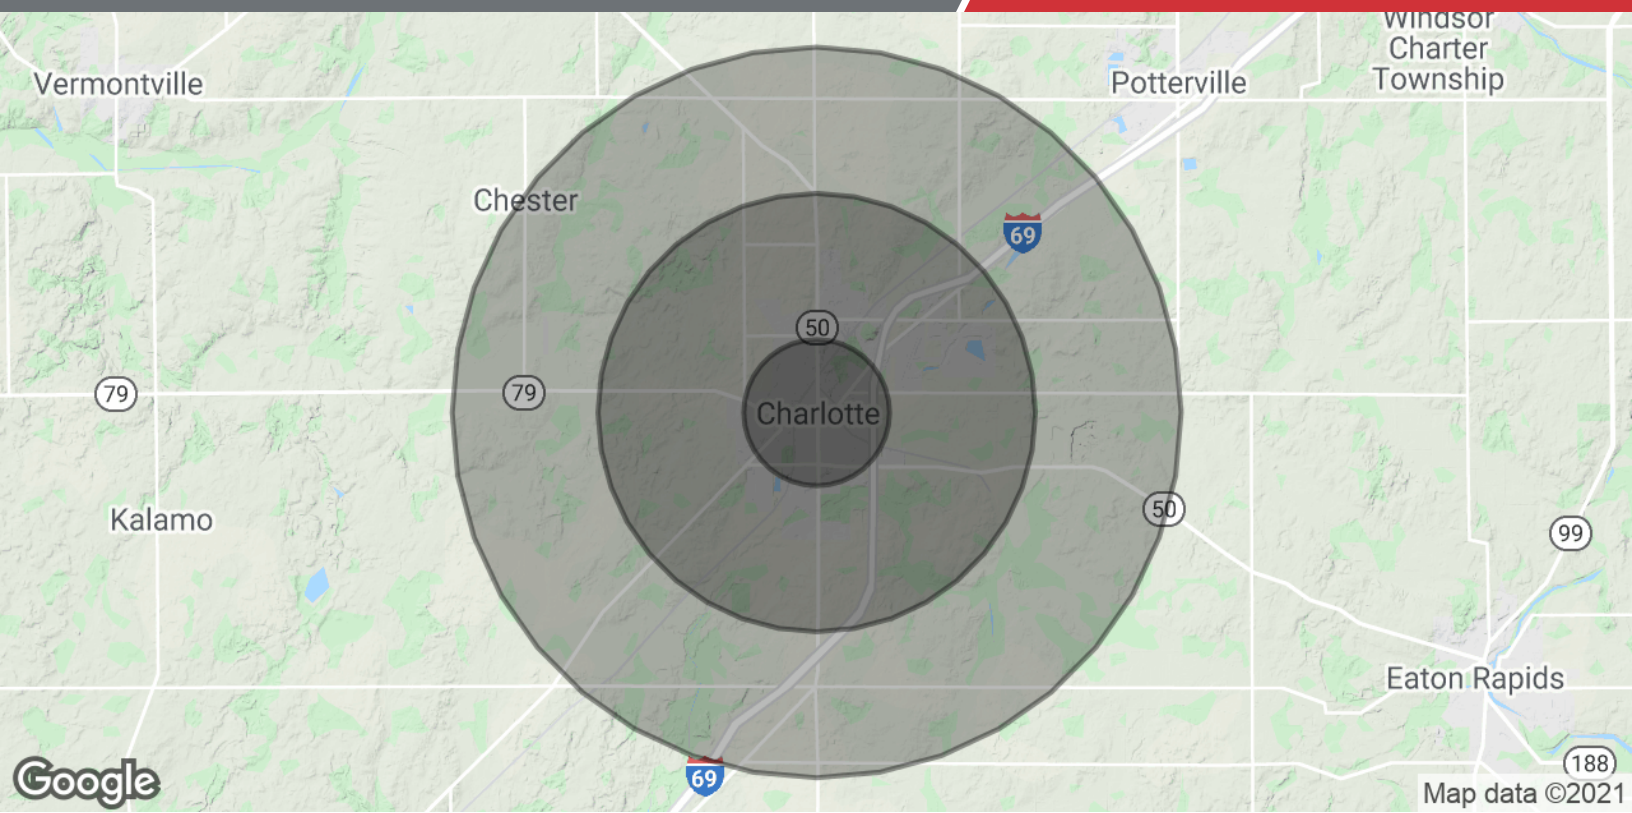 Windsor
Charter
Township
Vermontville
Potterville
Chester
69
50
79
79
Charlotte
50
Kalamo
99
Eaton Rapids
69
188
Google
Map data ©2021